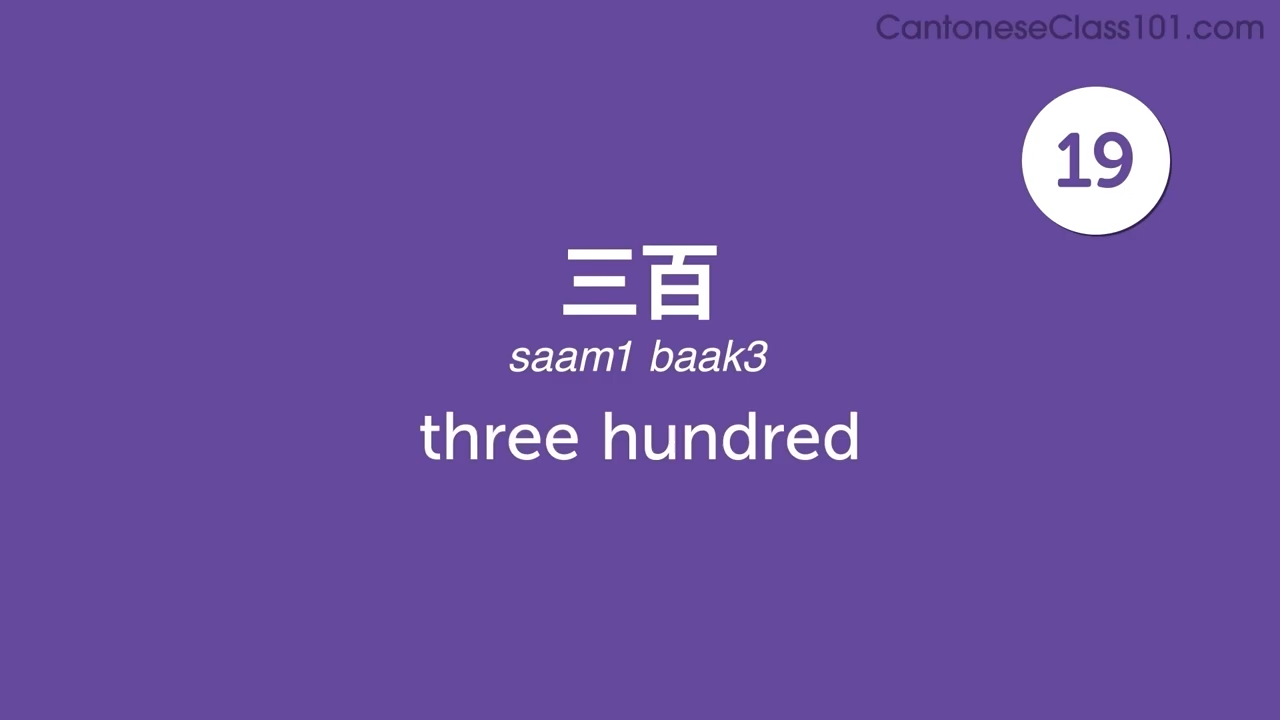 CantoneseClass101.com
19
三百
saam1 baak3
three hundred